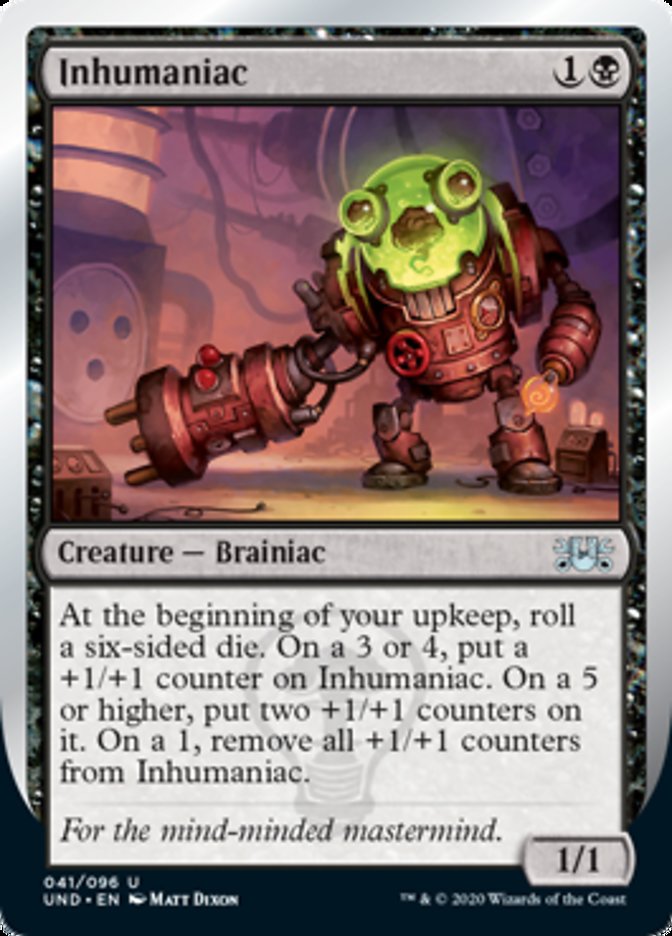 Inhumaniac 1
Creature — Brainiac
At the beginning of your upkeep, roll
a six-sided die. On a 3 or 4, put a
+1/+1 counter on Inhumaniac. On a 5
or higher, put two +1/+1 counters on
it. On a 1, remove all +1/+1 counters
from Inhumaniac.
For the mind-minded mastermind.
1/1
041/096 U
UND • EN Matt Dixon
™ & © 2020 Wizards of the Coast